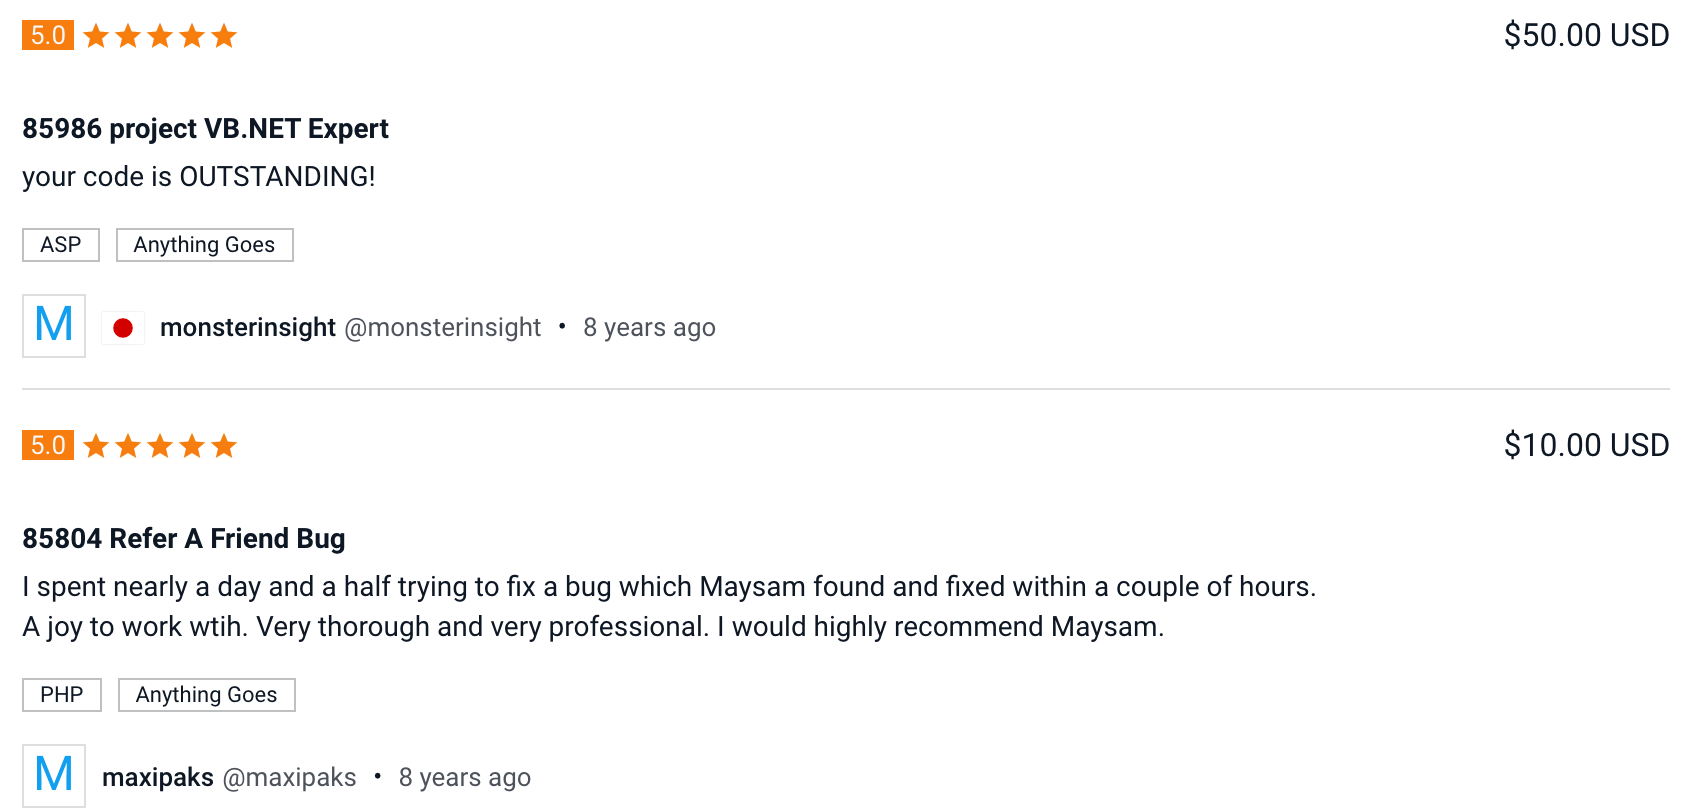 5.0 $50.00 USD
85986 project VB.NET Expert
your code is OUTSTANDING!
ASP Anything Goes
M monsterinsight @monsterinsight • 8 years ago
5.0 $10.00 USD
85804 Refer A Friend Bug
I spent nearly a day and a half trying to fix a bug which Maysam found and fixed within a couple of hours.
A joy to work wtih. Very thorough and very professional. I would highly recommend Maysam.
PHP Anything Goes
M maxipaks @maxipaks • 8 years ago